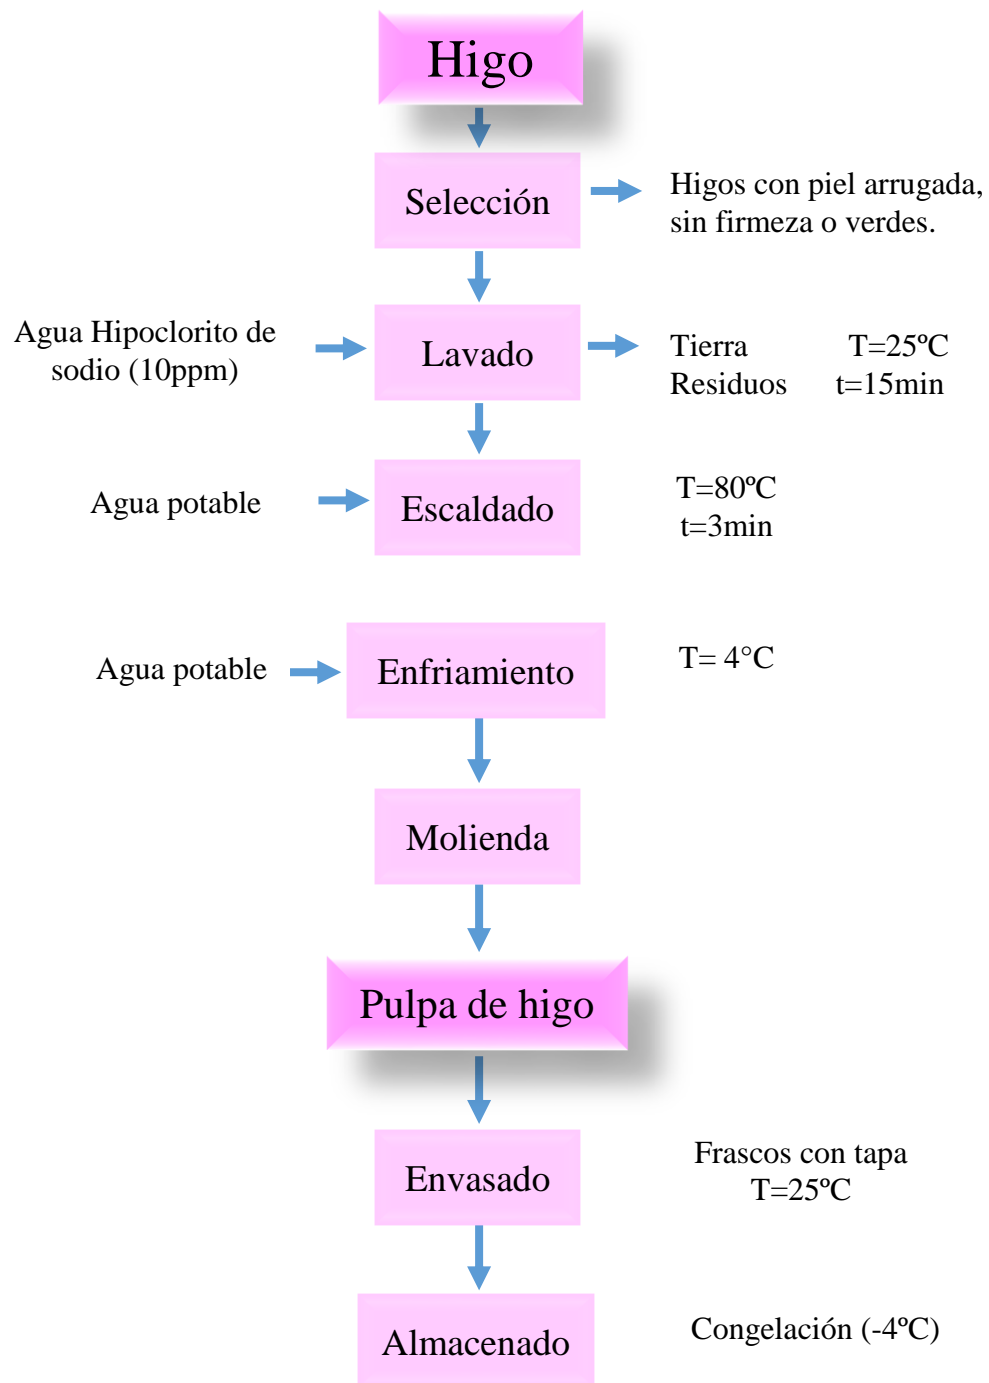 Higo
Selección
Higos con piel arrugada,
sin firmeza o verdes.
Agua Hipoclorito de
sodio (10ppm)
Lavado
Tierra T=25ºC
Residuos t=15min
Agua potable
Escaldado
T=80ºC
t=3min
Agua potable
Enfriamiento
T= 4°C
Molienda
Pulpa de higo
Envasado
Frascos con tapa
T=25ºC
Almacenado
Congelación (-4ºC)